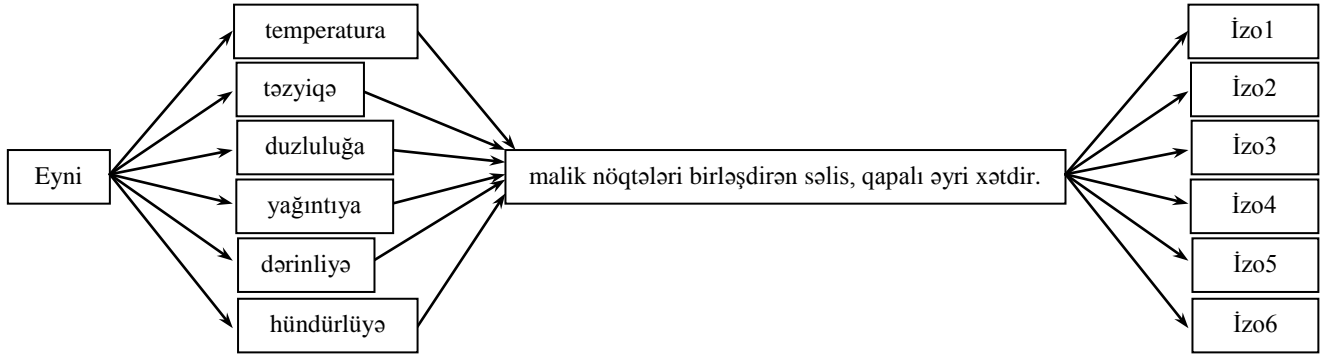 Eyni
temperatura
təzyiqə
duzluluğa
yağıntıya
dərinliyə
hündürlüyə
malik nöqtələri birləşdirən səlis, qapalı əyri xətdir.
İzo1
İzo2
İzo3
İzo4
İzo5
İzo6